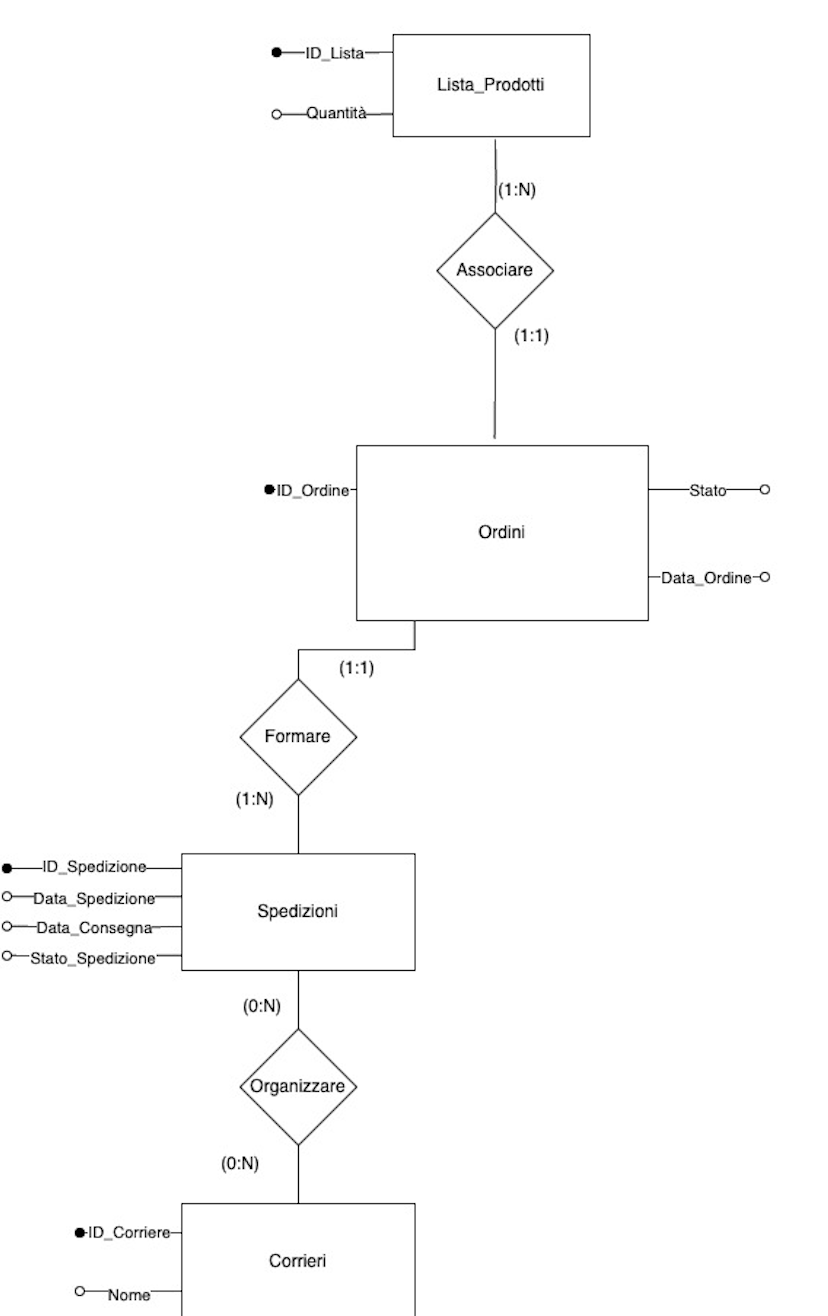 ID_Lista
Lista_Prodotti
Quantità
(1:N)
Associare
(1:1)
ID_Ordine
Stato
Ordini
Data_Ordine
(1:1)
Formare
(1:N)
ID_Spedizione
Data_Spedizione
Spedizioni
Data_Consegna
Stato_Spedizione
(0:N)
Organizzare
(0:N)
ID_Corriere
Corrieri
Nome